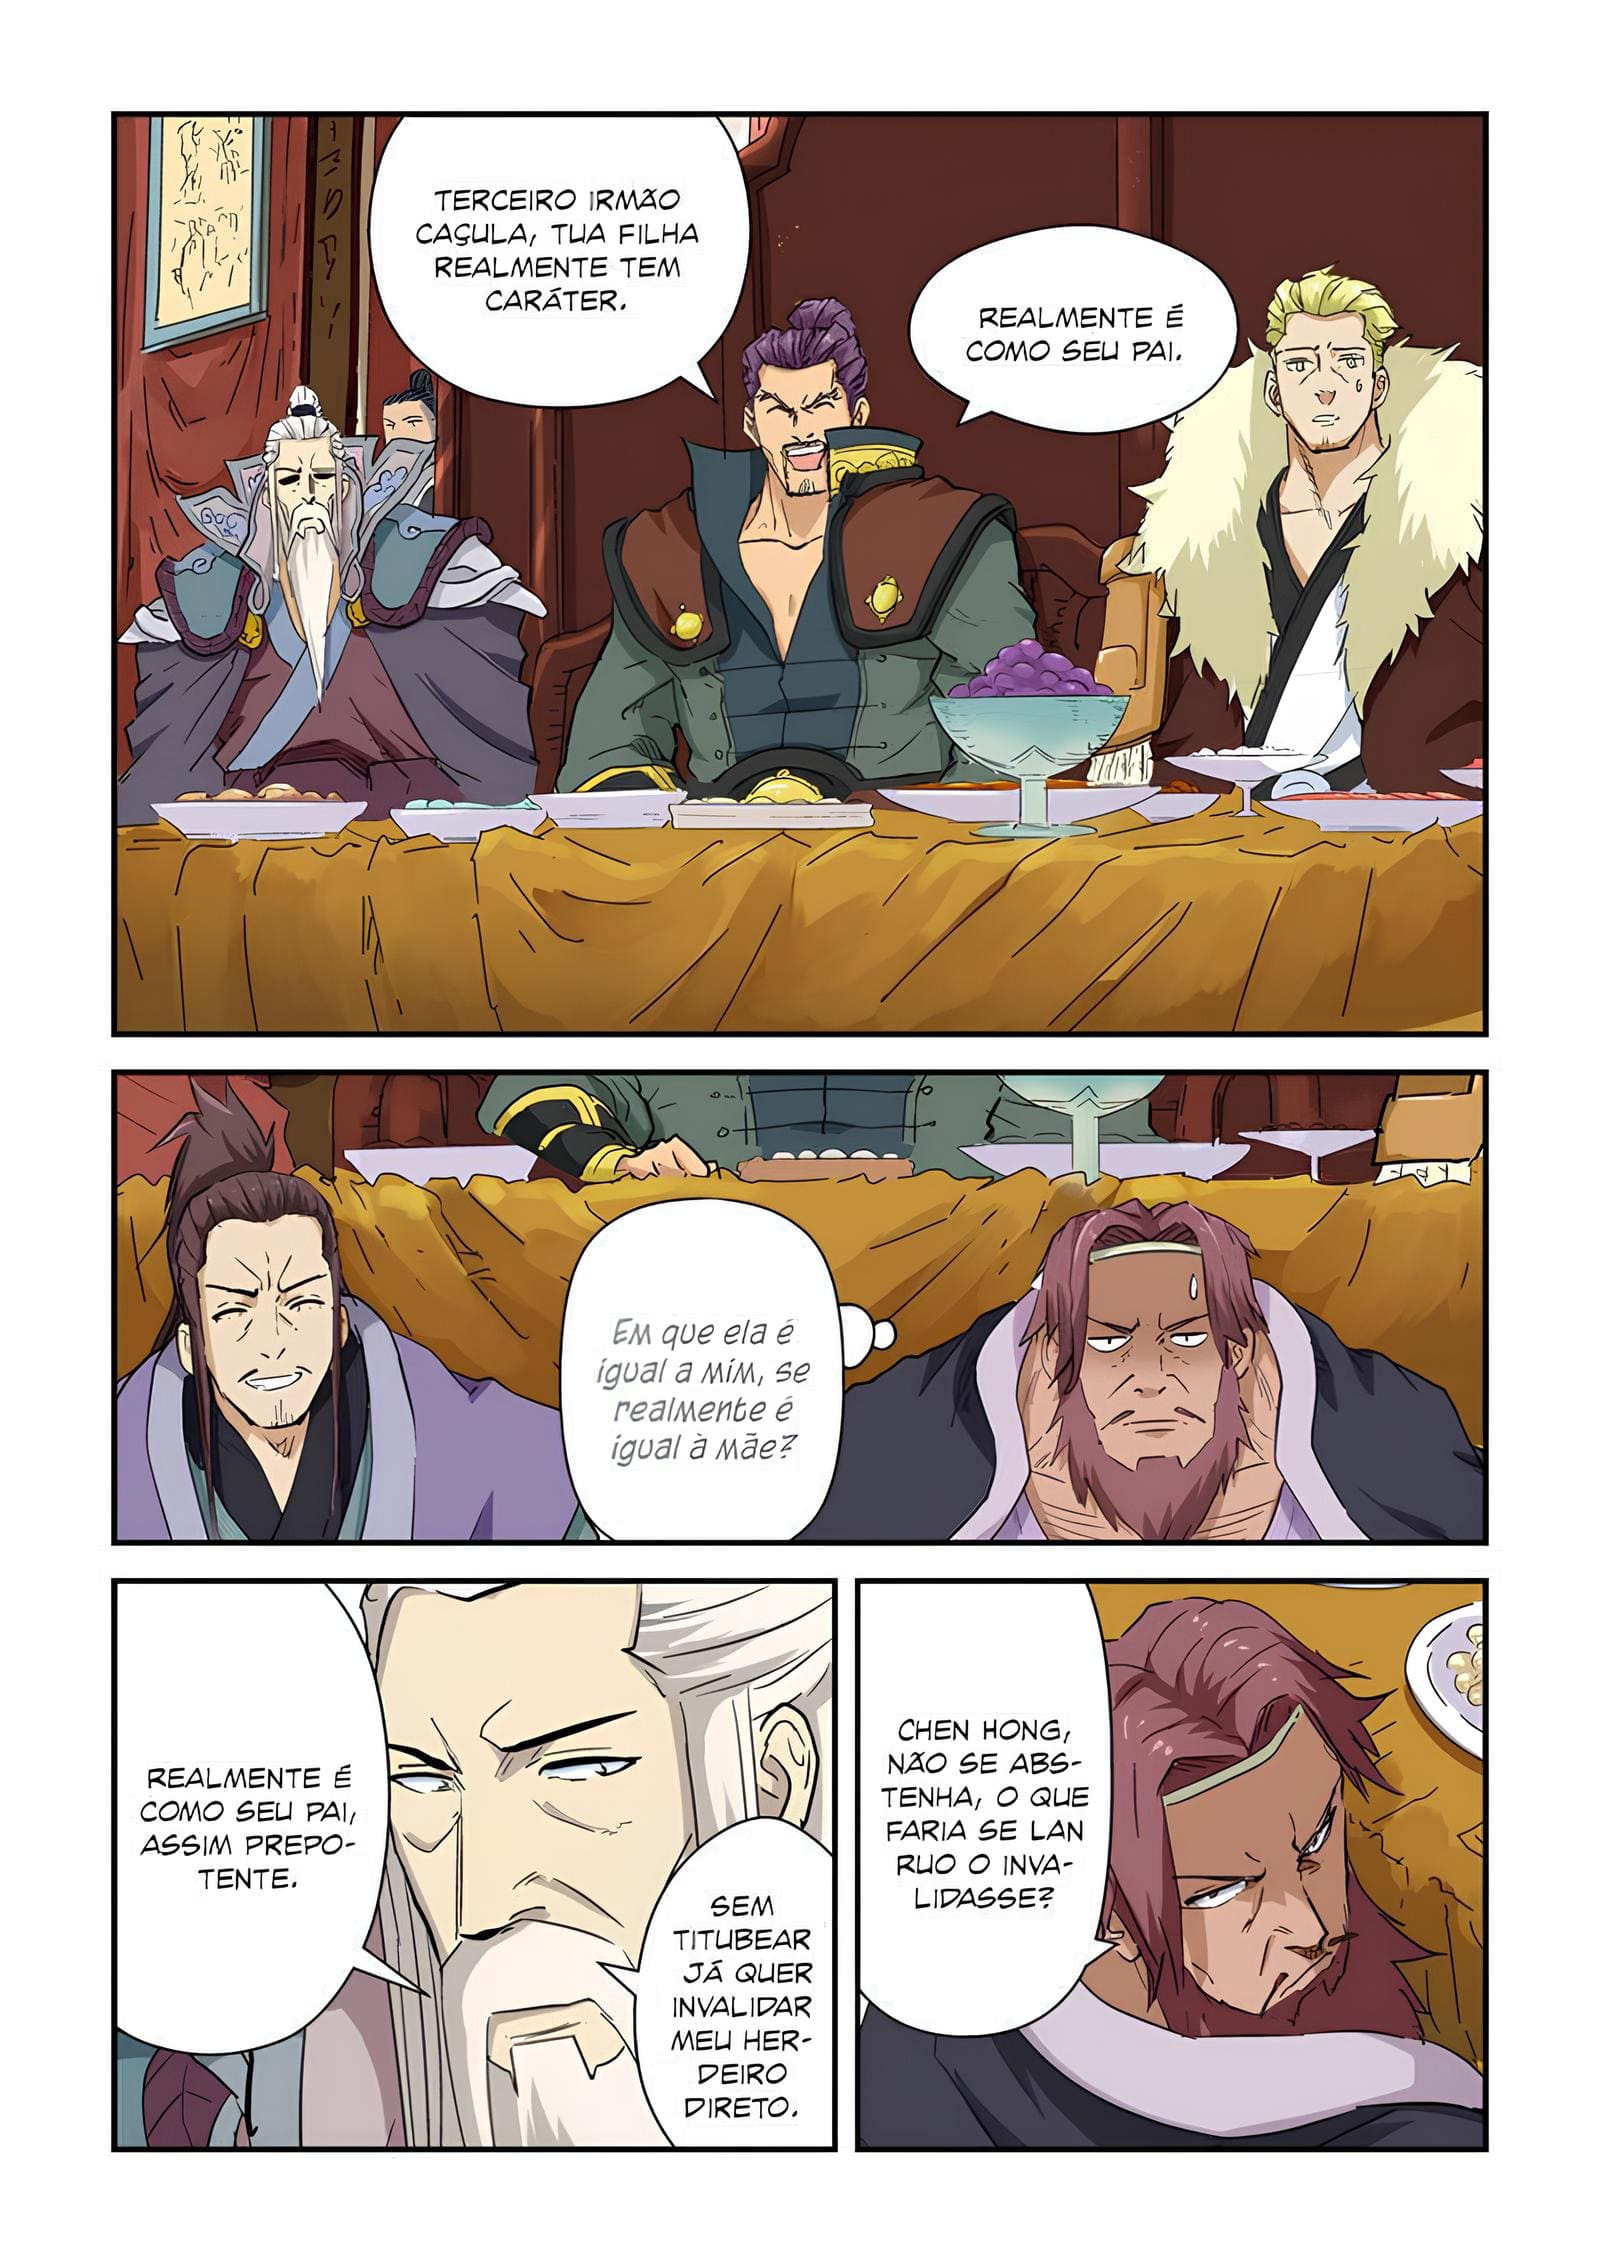 TERCEIRO IRMÃO
CAÇULA, TUA FILHA
REALMENTE TEM
CARÁTER.
REALMENTE É
COMO SEU PAI.
Em que ela é
igual a mim, se
realmente é
igual à mãe?
REALMENTE É
COMO SEU PAI,
ASSIM PREPO-
TENTE.
SEM
TITUBEAR
JÁ QUER
INVALIDAR
MEU HER-
DEIRO
DIRETO.
CHEN HONG,
NÃO SE ABS-
TENHA, O QUE
FARIA SE LAN
RUO O INVA-
LIDASSE?